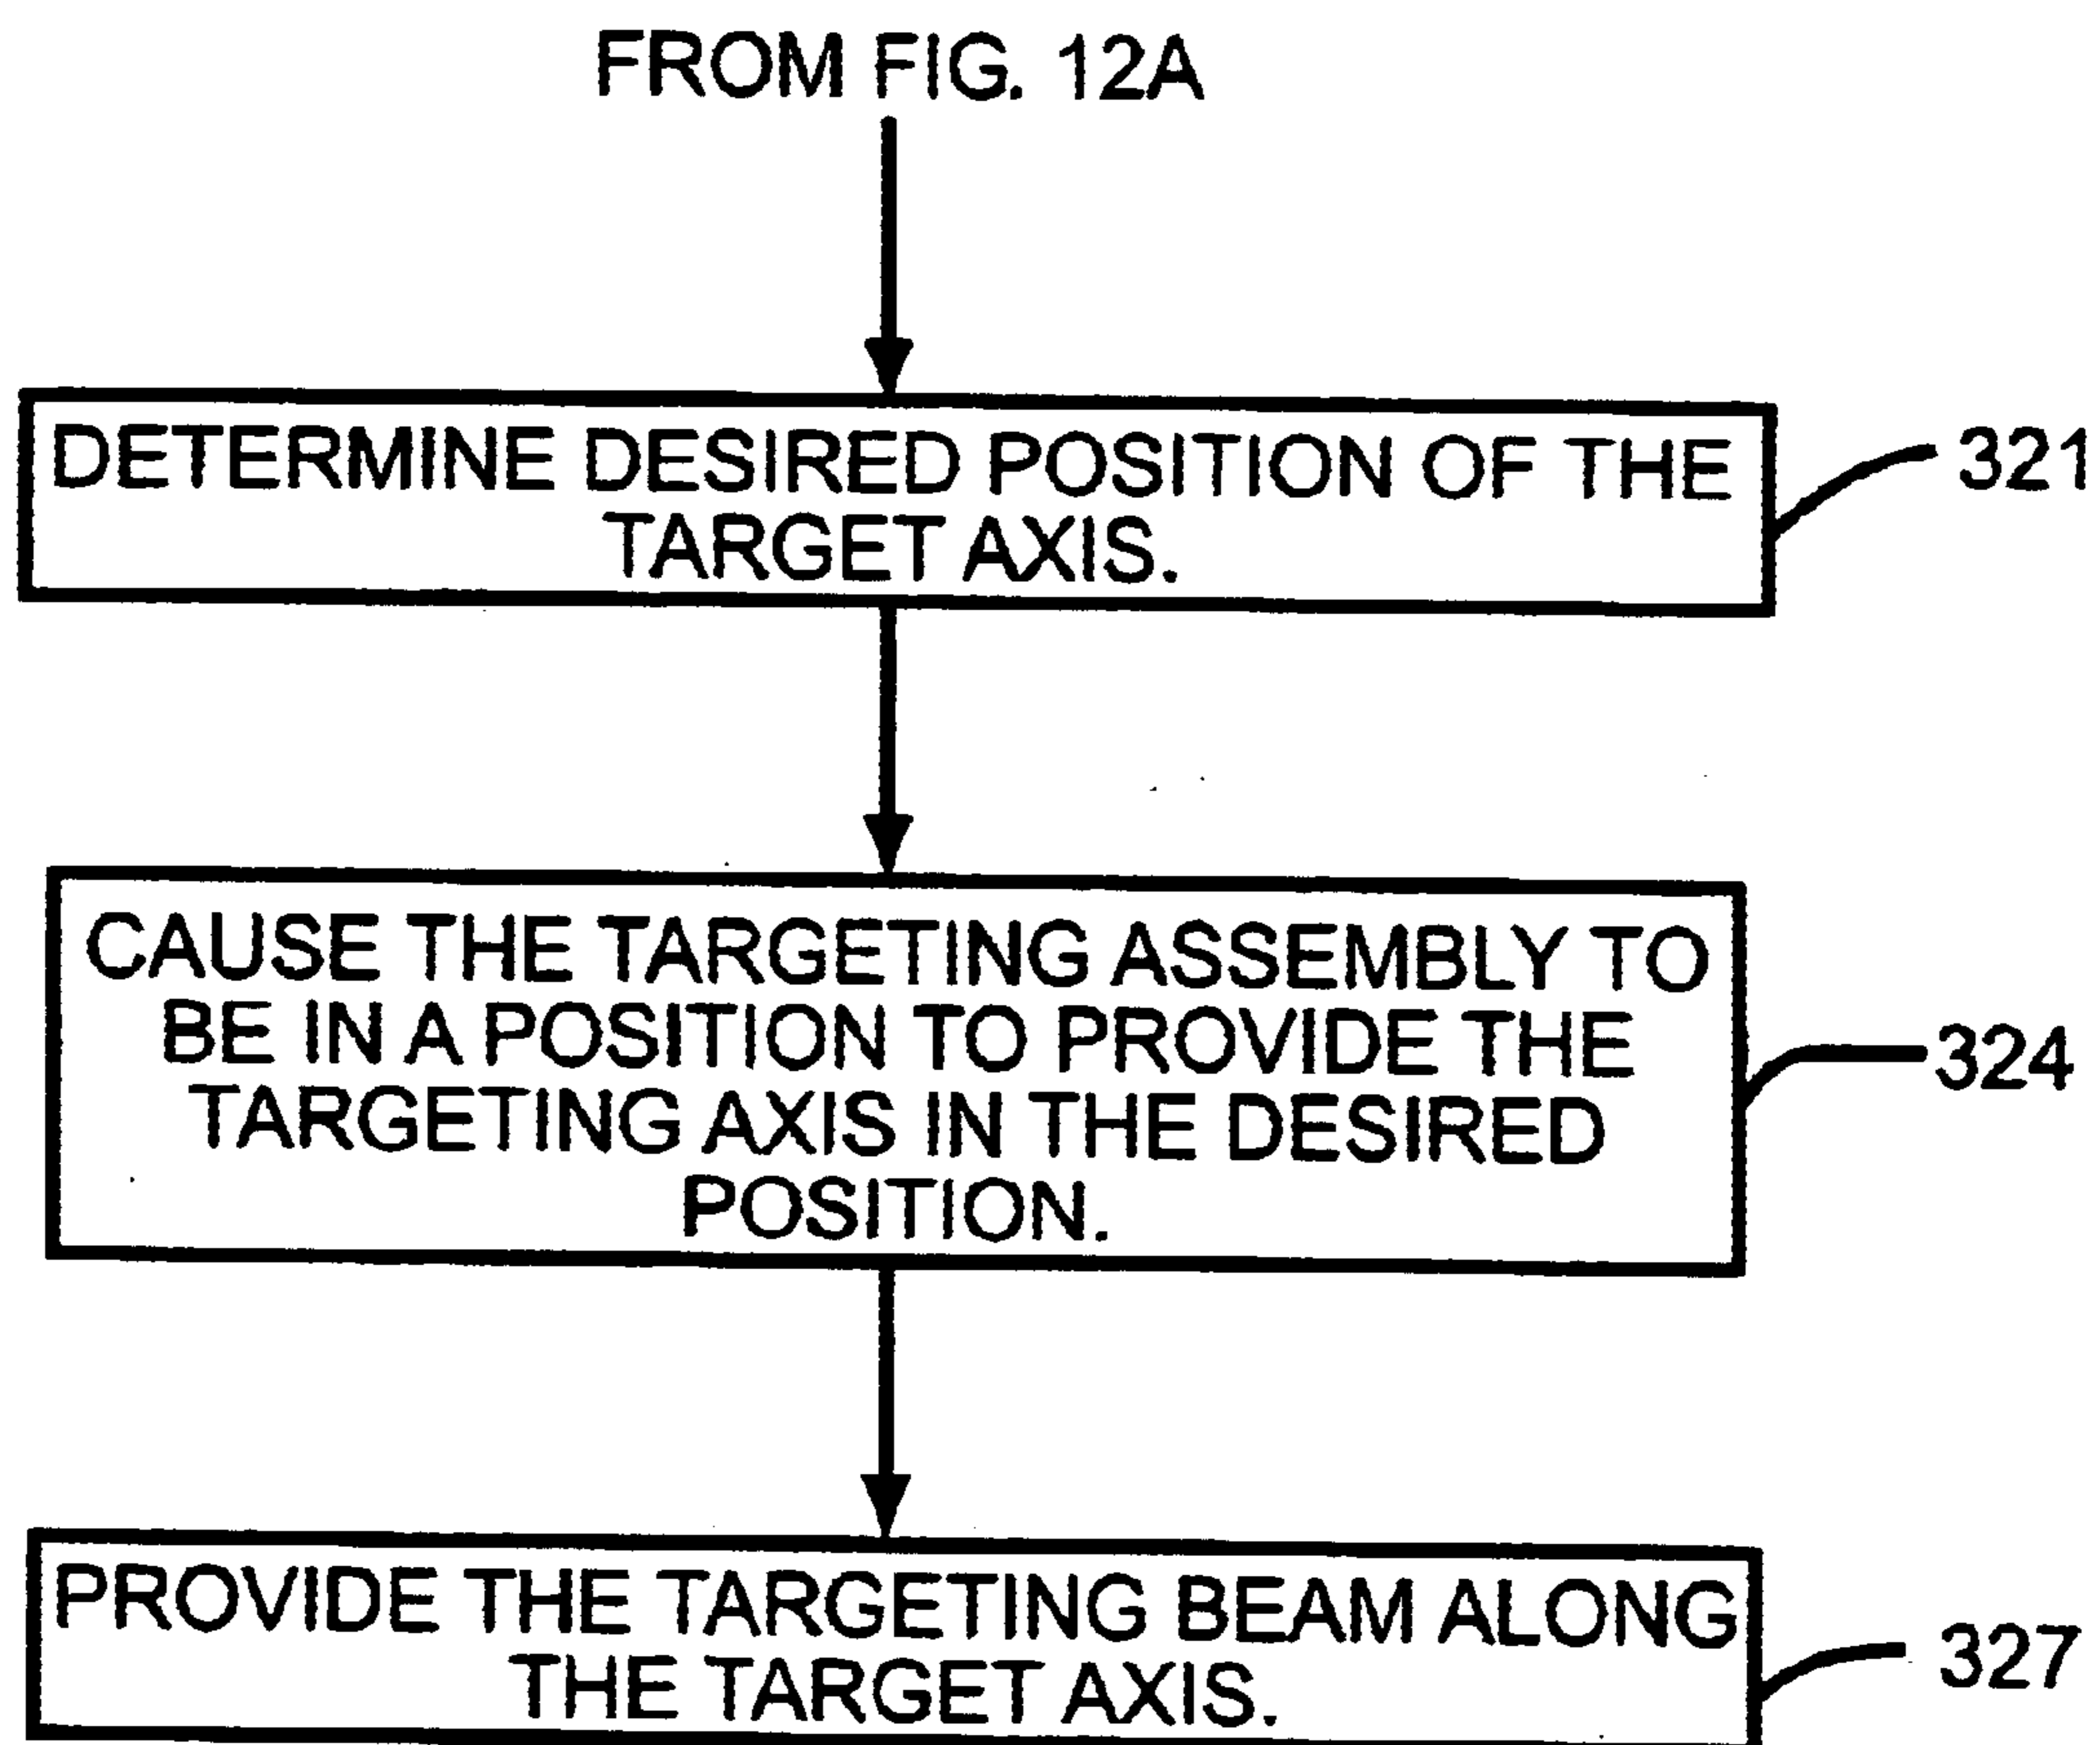 FROM FIG. 12A
DETERMINE DESIRED POSITION OF THE
TARGET AXIS.
321
CAUSE THE TARGETING ASSEMBLY TO
BE IN A POSITION TO PROVIDE THE
TARGETING AXIS IN THE DESIRED
POSITION.
324
PROVIDE THE TARGETING BEAM ALONG
THE TARGET AXIS.
327